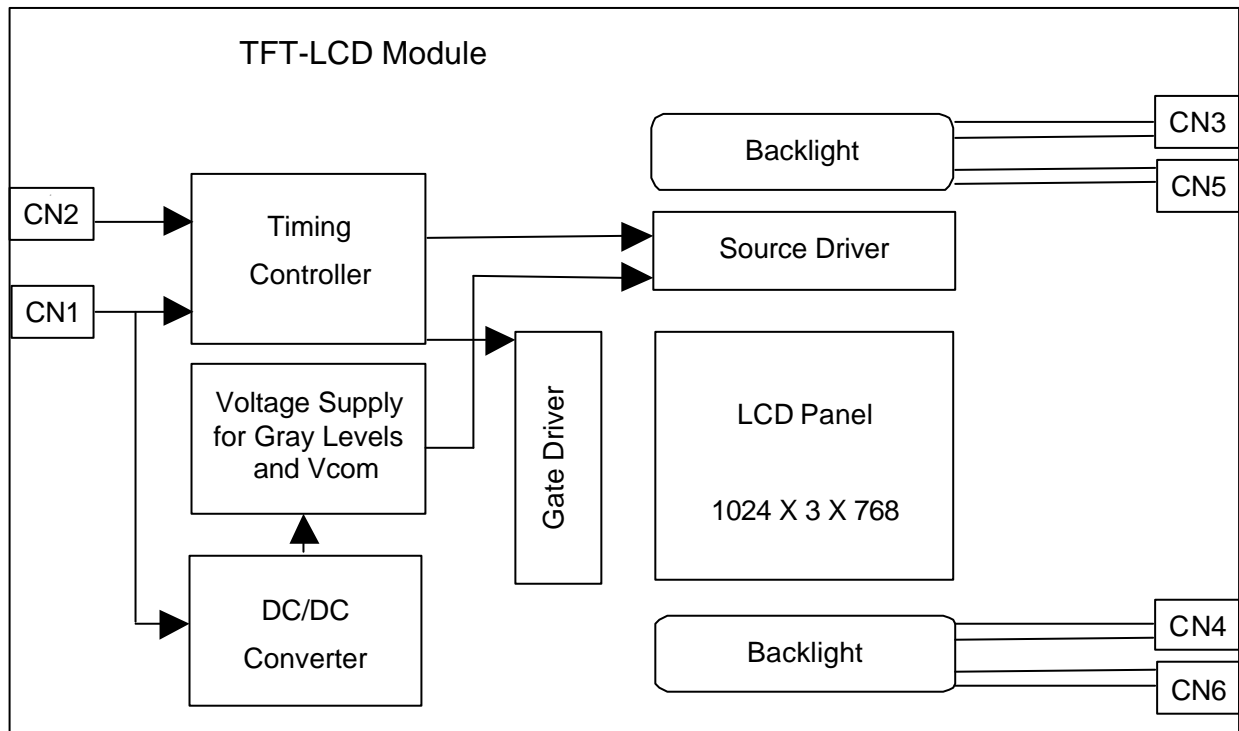 TFT-LCD Module
CN3
Backlight
CN5
CN2
Timing
Controller
Source Driver
CN1
Voltage Supply
for Gray Levels
and Vcom
Gate Driver
LCD Panel
1024 X 3 X 768
DC/DC
Converter
Backlight
CN4
CN6